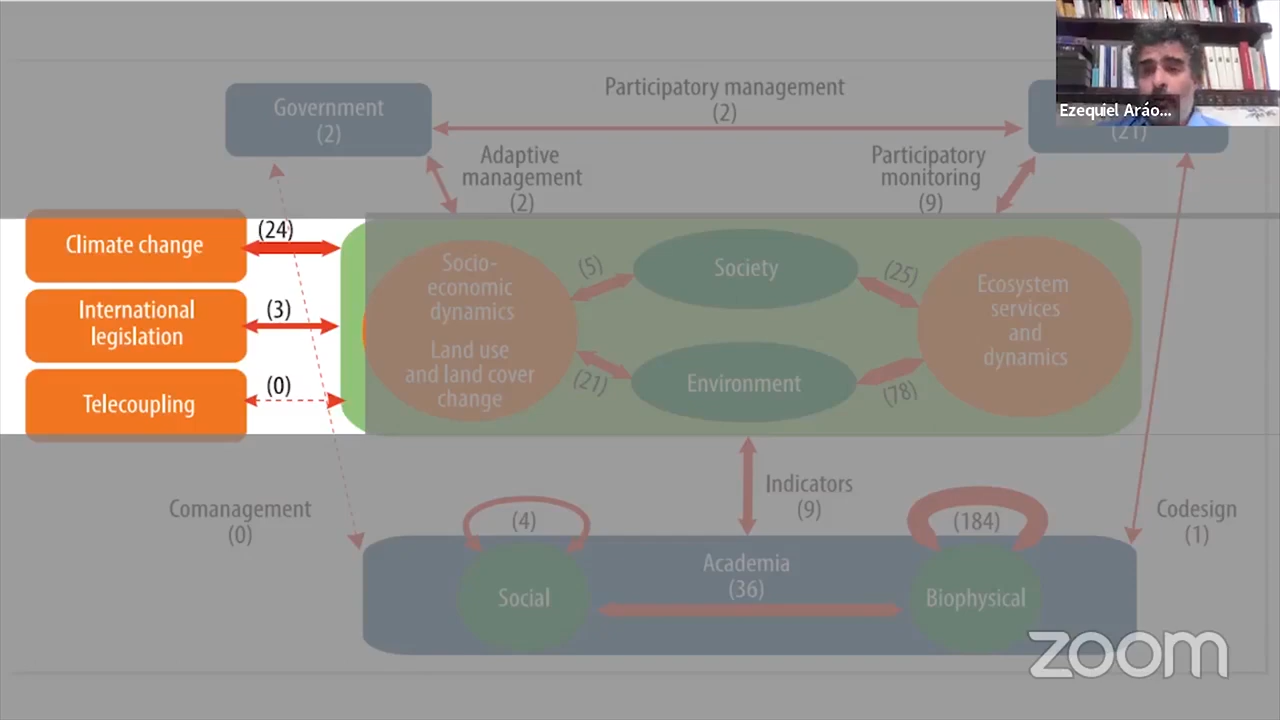 Government
(2)
Participatory management
(2)
Ezequiel Aráo...
(21)
Adaptive
management
(2)
Participatory
monitoring
(9)
Climate change
(24)
International
legislation
(3)
Telecoupling
(0)
Socio-
economic
dynamics
Land use
and land cover
change
(5)
Society
(25)
(21)
Environment
(78)
Ecosystem
services
and
dynamics
Comanagement
(0)
Indicators
(9)
Codesign
(1)
(4)
(184)
Academia
(36)
Social
Biophysical
zoom